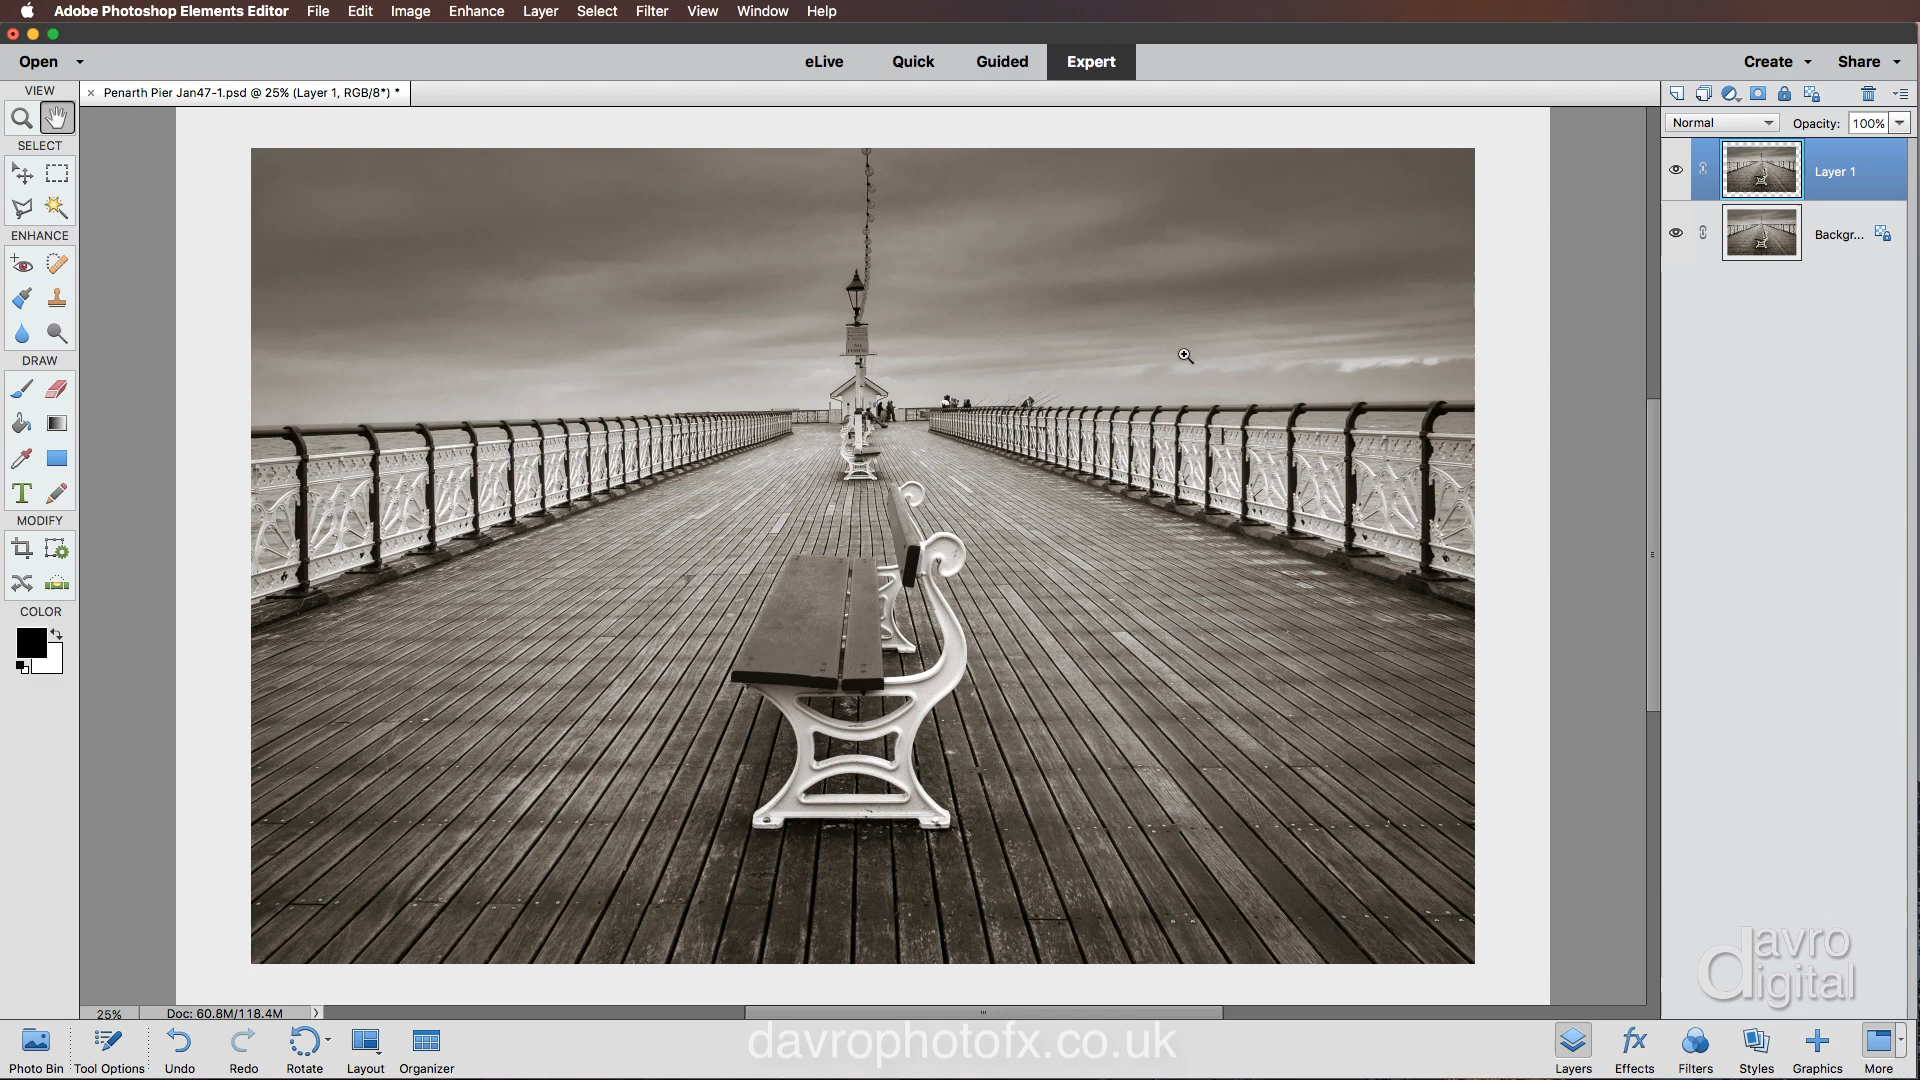 Adobe Photoshop Elements Editor File Edit Image Enhance Layer Select Filter View Window Help
Open eLive Quick Guided Expert Create Share
VIEW
× Penarth Pier Jan47-1.psd @ 25% (Layer 1, RGB/8*) *
Normal Opacity: 100%
SELECT
Layer 1
ENHANCE
Backgr...
NO
FISHING
DRAW
T
MODIFY
COLOR
davro
digital
25% Doc: 60.8M/118.4M
davrophotofx.co.uk
fx
Photo Bin Tool Options Undo Redo Rotate Layout Organizer Layers Effects Filters Styles Graphics More